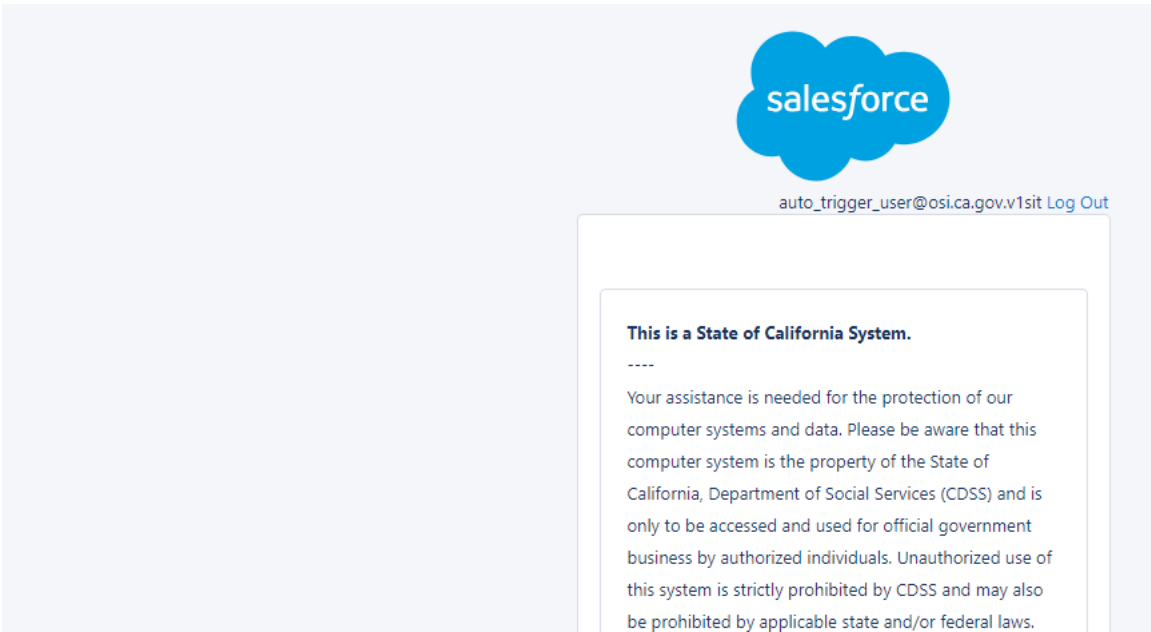 salesforce
auto_trigger_user@osi.ca.gov.v1sit Log Out
This is a State of California System.
----
Your assistance is needed for the protection of our
computer systems and data. Please be aware that this
computer system is the property of the State of
California, Department of Social Services (CDSS) and is
only to be accessed and used for official government
business by authorized individuals. Unauthorized use of
this system is strictly prohibited by CDSS and may also
be prohibited by applicable state and/or federal laws.